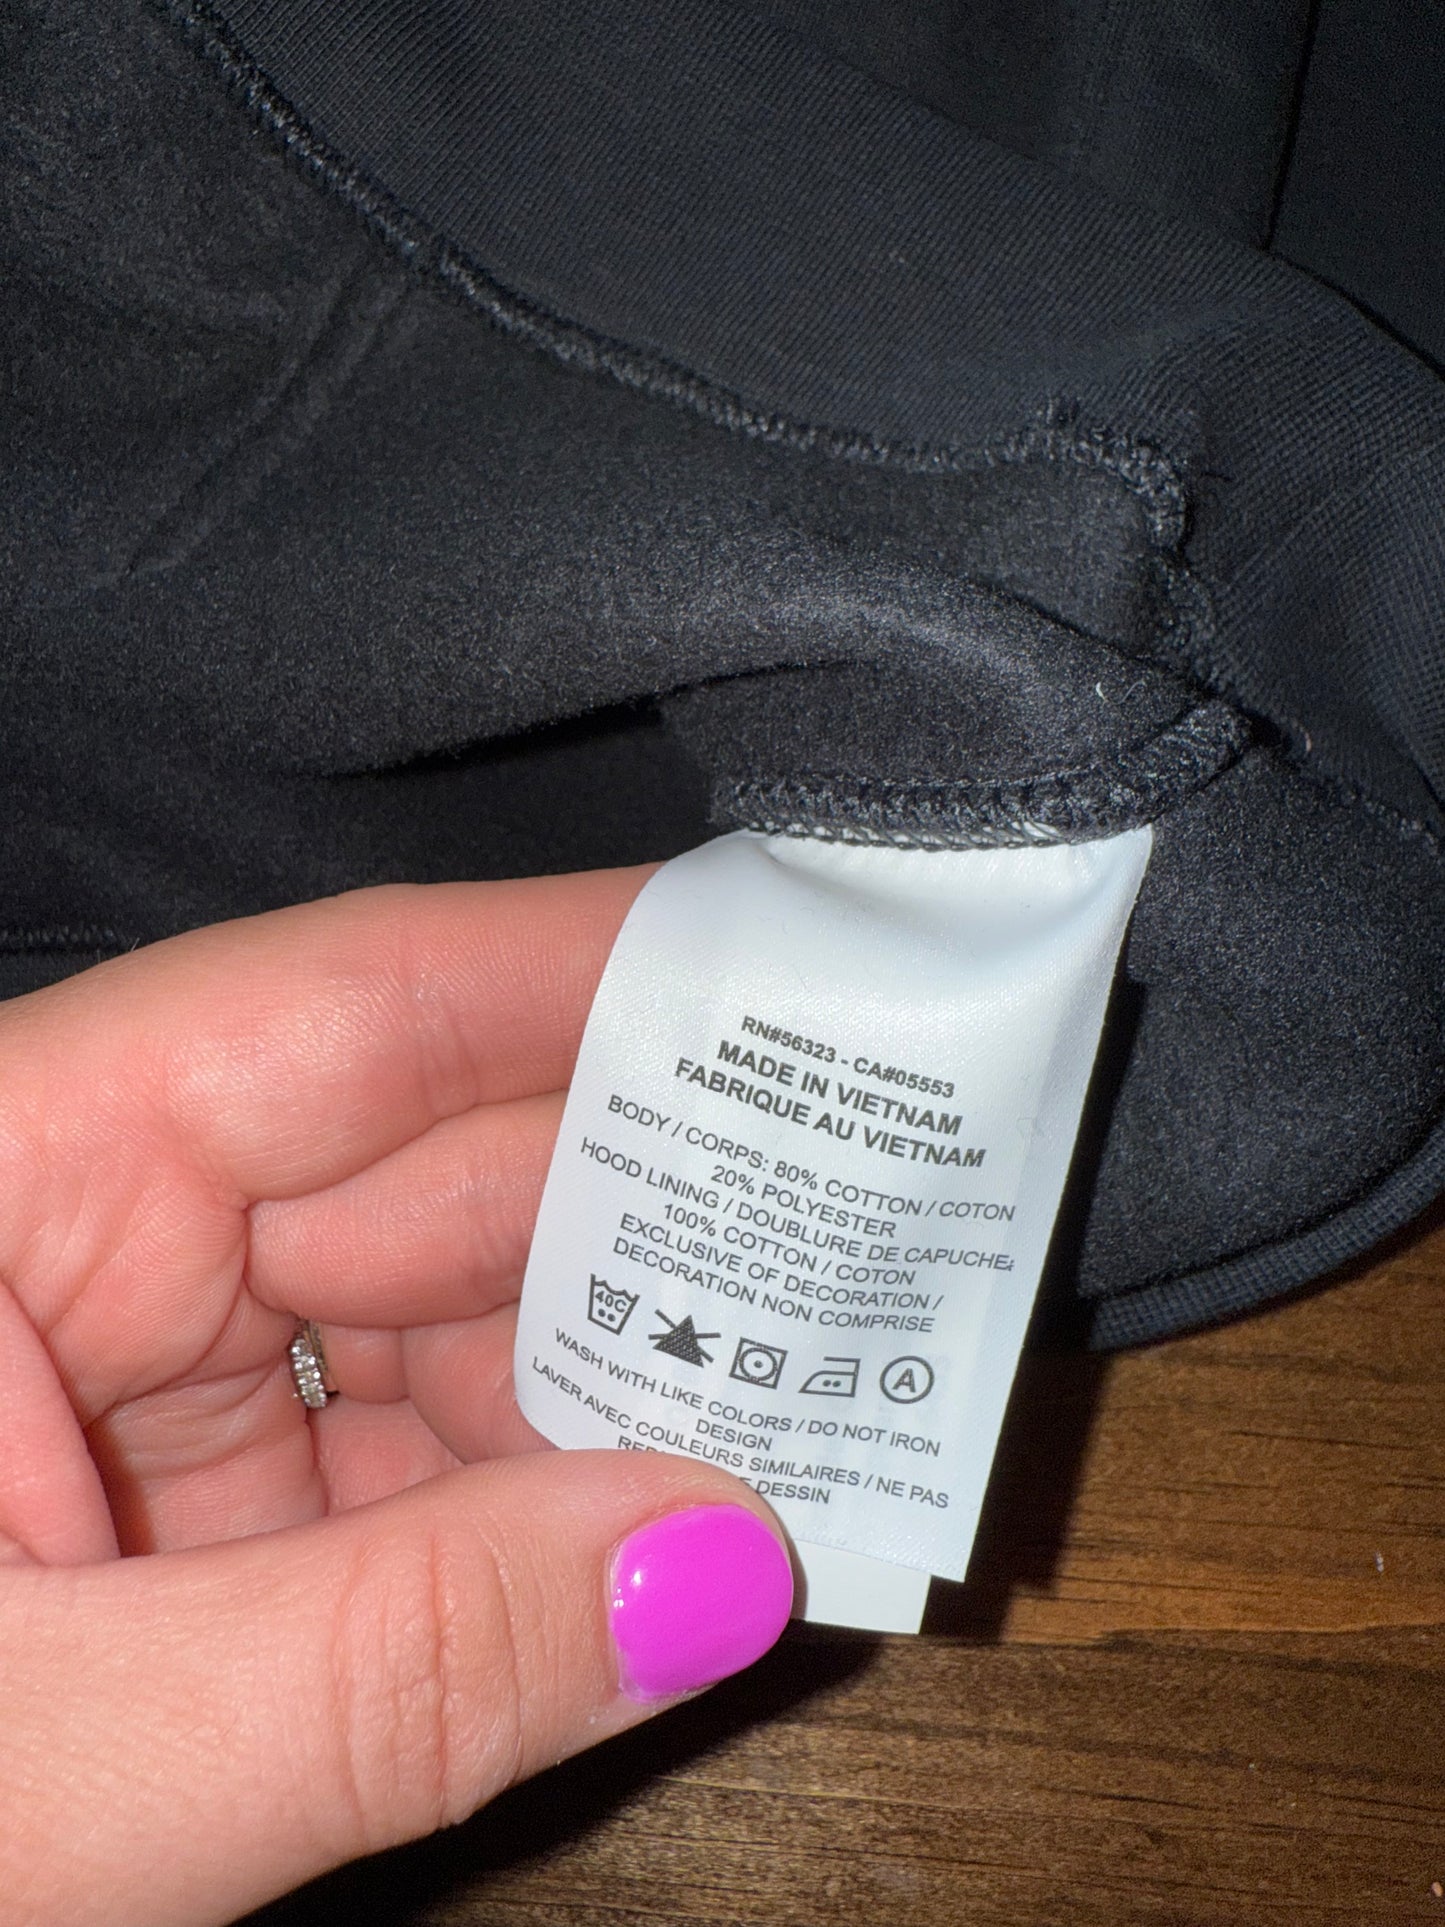 RN#56323 - CA#05553
MADE IN VIETNAM
FABRIQUE AU VIETNAM
BODY / CORPS: 80% COTTON / COTON
20% POLYESTER
HOOD LINING / DOUBLURE DE CAPUCHE:
100% COTTON / COTON
EXCLUSIVE OF DECORATION /
DECORATION NON COMPRISE
40C
A
WASH WITH LIKE COLORS / DO NOT IRON
DESIGN
LAVER AVEC COULEURS SIMILAIRES / NE PAS
DESSIN